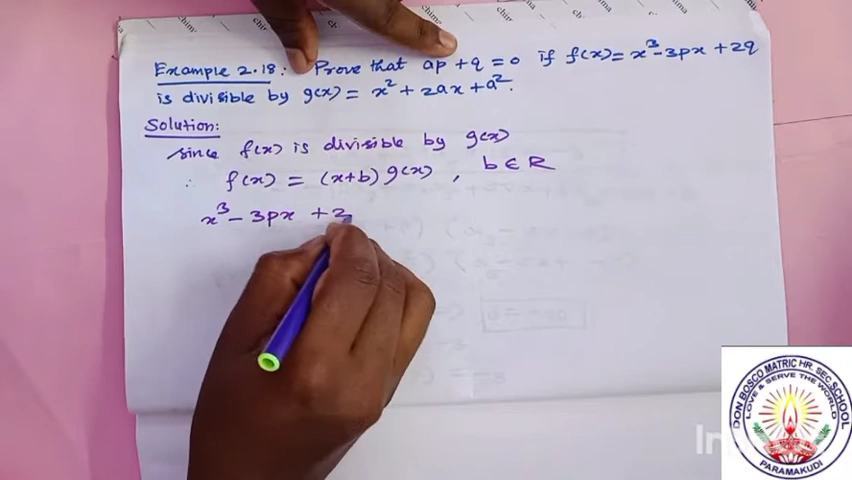 Example 2.18: Prove that ap + q = 0 if f(x) = x³ - 3px + 2q
is divisible by g(x) = x² + 2ax + a².
Solution:
since f(x) is divisible by g(x)
∴ f(x) = (x+b) g(x) , b ∈ R
x³ - 3px + 2
DON BOSCO MATRIC HR. SEC. SCHOOL
LOVE & SERVE THE WORLD
PARAMAKUDI